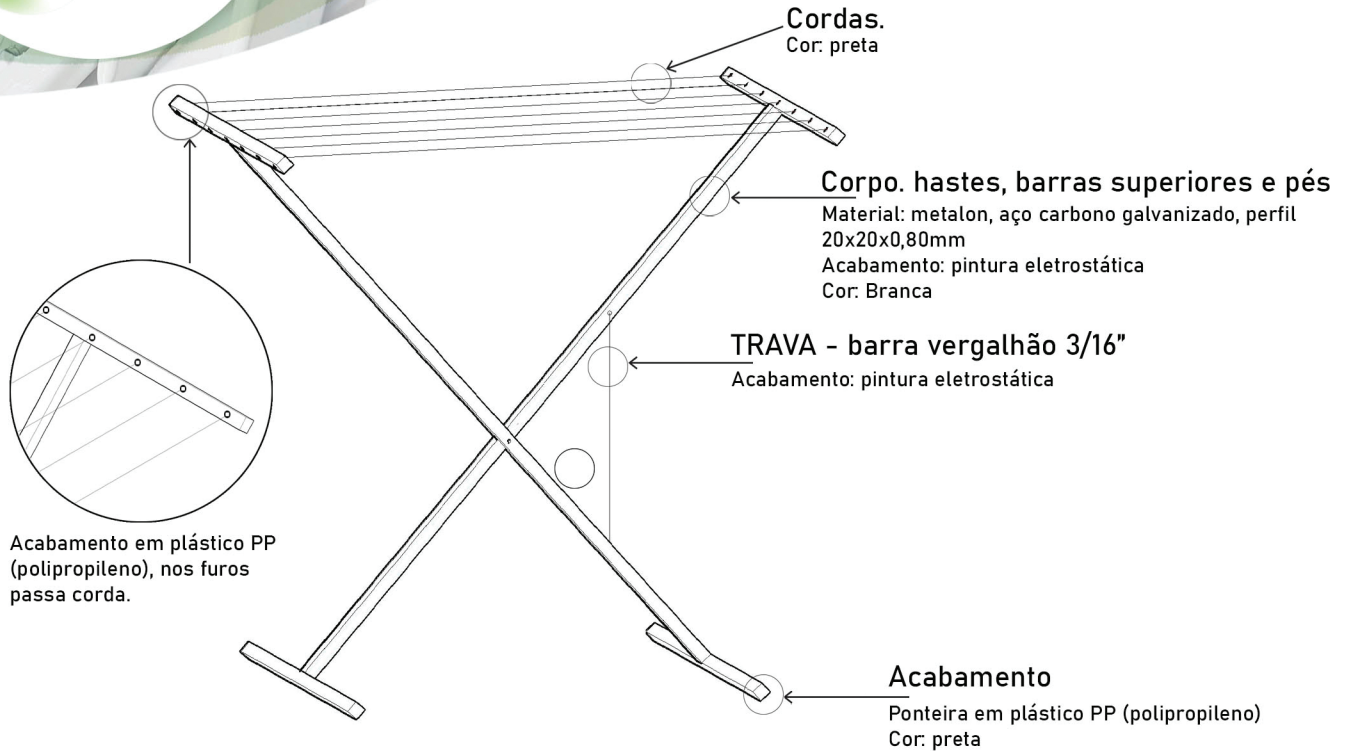 Cordas.
Cor: preta
Corpo. hastes, barras superiores e pés
Material: metalon, aço carbono galvanizado, perfil
20x20x0,80mm
Acabamento: pintura eletrostática
Cor: Branca
TRAVA - barra vergalhão 3/16”
Acabamento: pintura eletrostática
Acabamento em plástico PP
(polipropileno), nos furos
passa corda.
Acabamento
Ponteira em plástico PP (polipropileno)
Cor: preta